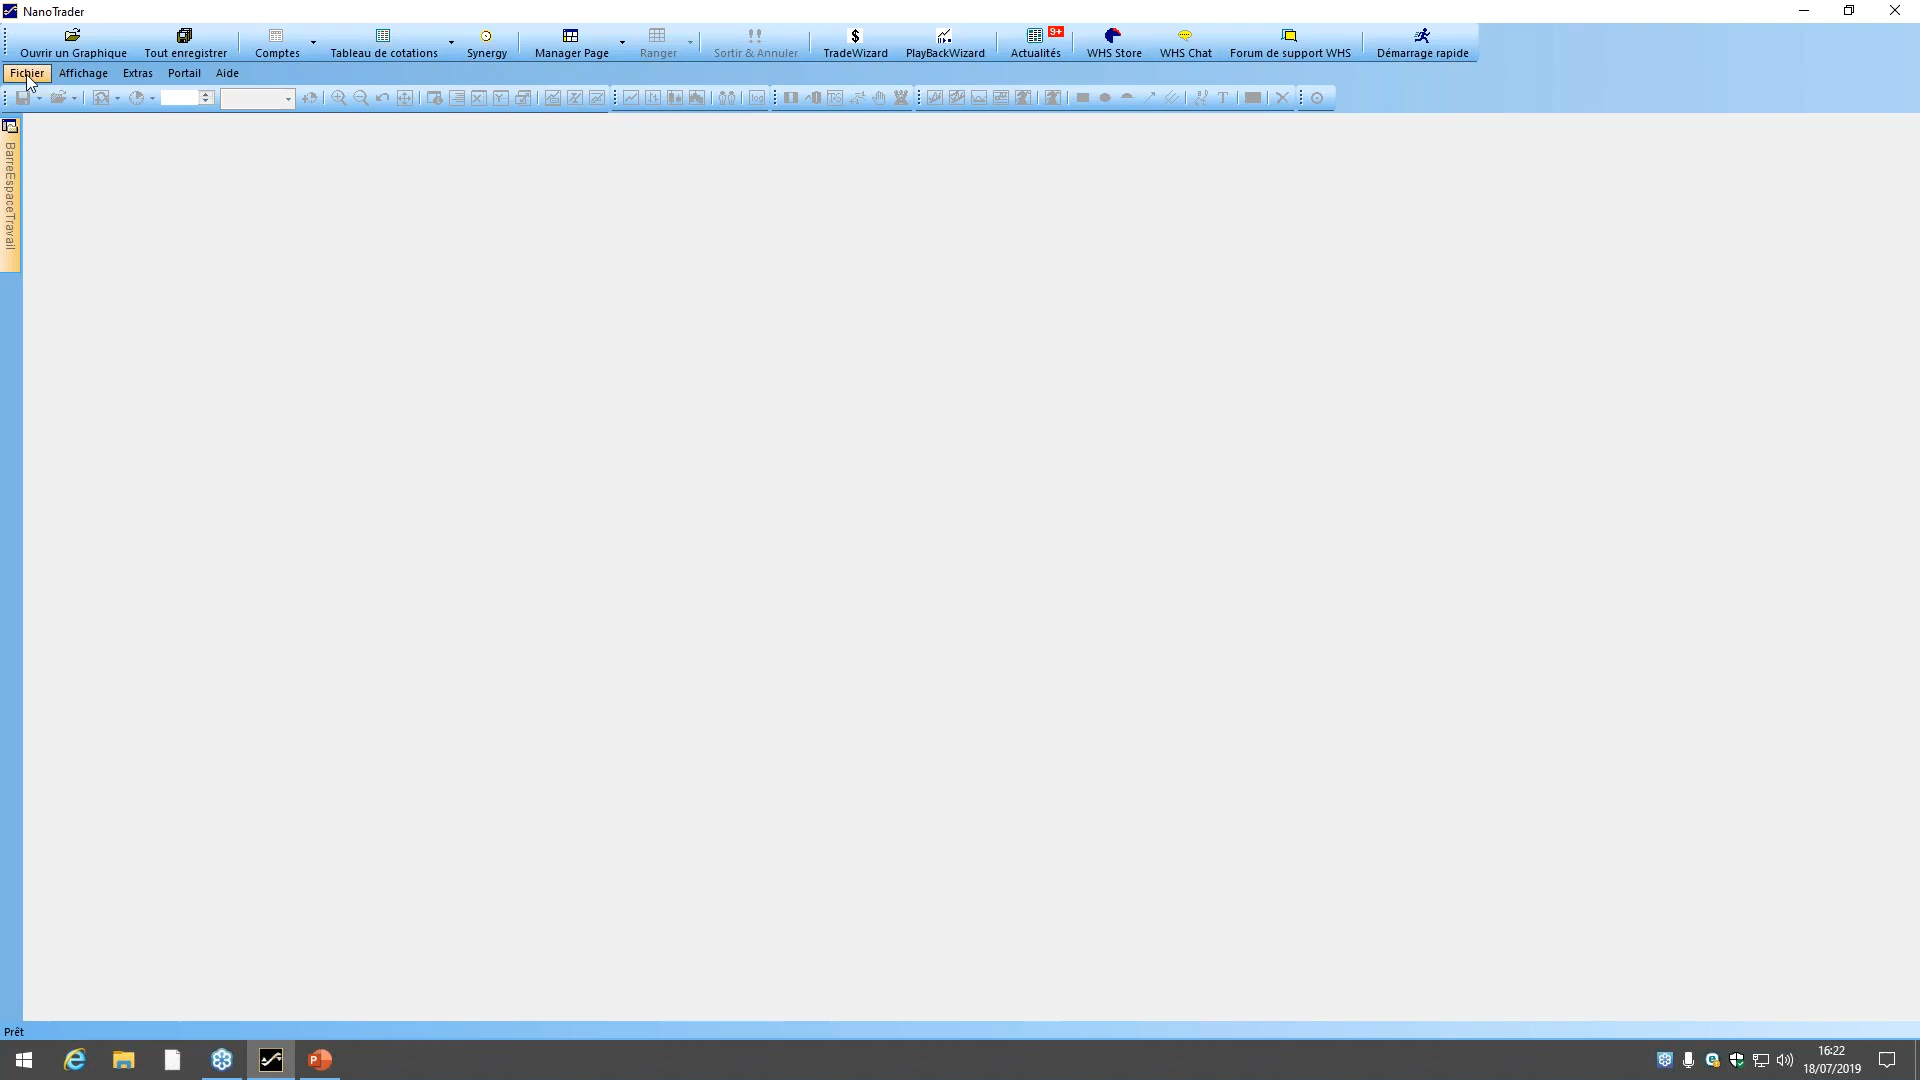 NanoTrader
Ouvrir un Graphique Tout enregistrer Comptes Tableau de cotations Synergy Manager Page Ranger Sortir & Annuler TradeWizard PlayBackWizard Actualités 9+ WHS Store WHS Chat Forum de support WHS Démarrage rapide
Fichier Affichage Extras Portail Aide
log
BarreEspaceTravail
Prêt
16:22
18/07/2019